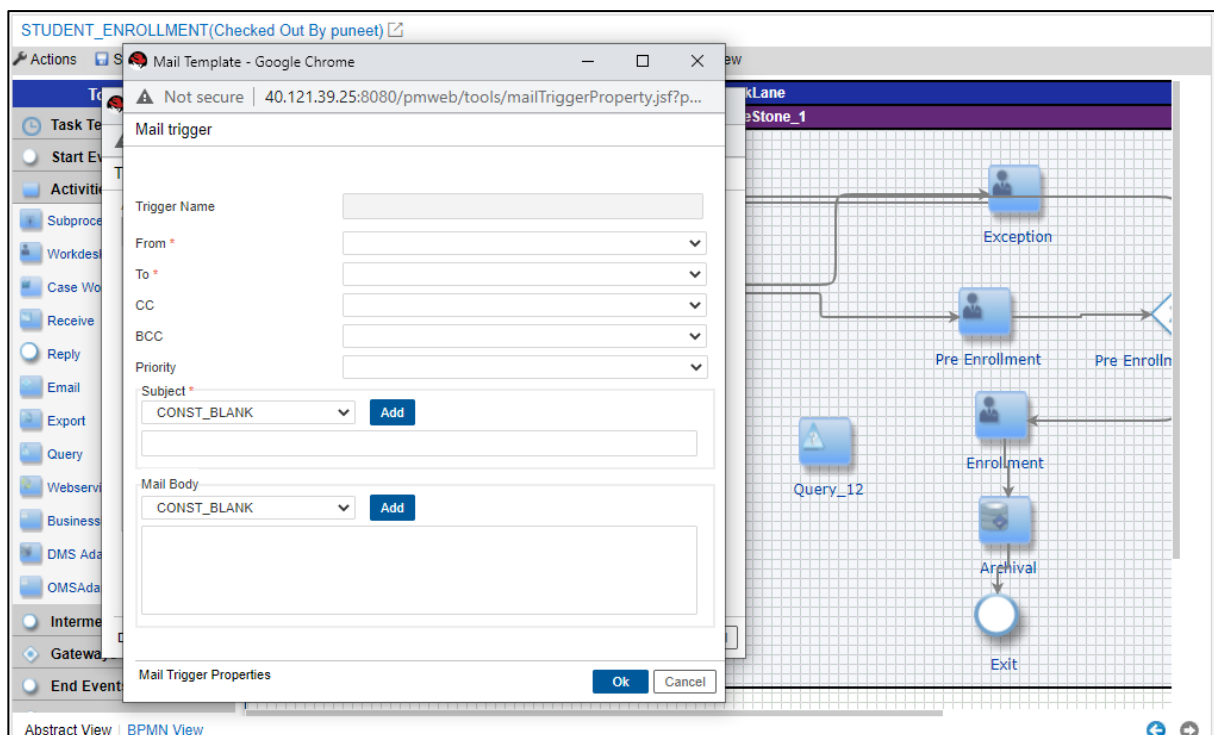 STUDENT_ENROLLMENT(Checked Out By puneet)
Actions
Mail Template - Google Chrome
Not secure | 40.121.39.25:8080/pmweb/tools/mailTriggerProperty.jsf?p...
Mail trigger
Trigger Name
From *
To *
CC
BCC
Priority
Subject *
CONST_BLANK
Add
Mail Body
CONST_BLANK
Add
Mail Trigger Properties
Ok
Cancel
Task Te
Start Ev
Activitie
Subproce
Workdesk
Case Wo
Receive
Reply
Email
Export
Query
Webservi
Business
DMS Ada
OMSAda
Interme
Gateway
End Event
kLane
eStone_1
Exception
Pre Enrollment
Pre Enrolln
Enrollment
Query_12
Archival
Exit
Abstract View | BPMN View